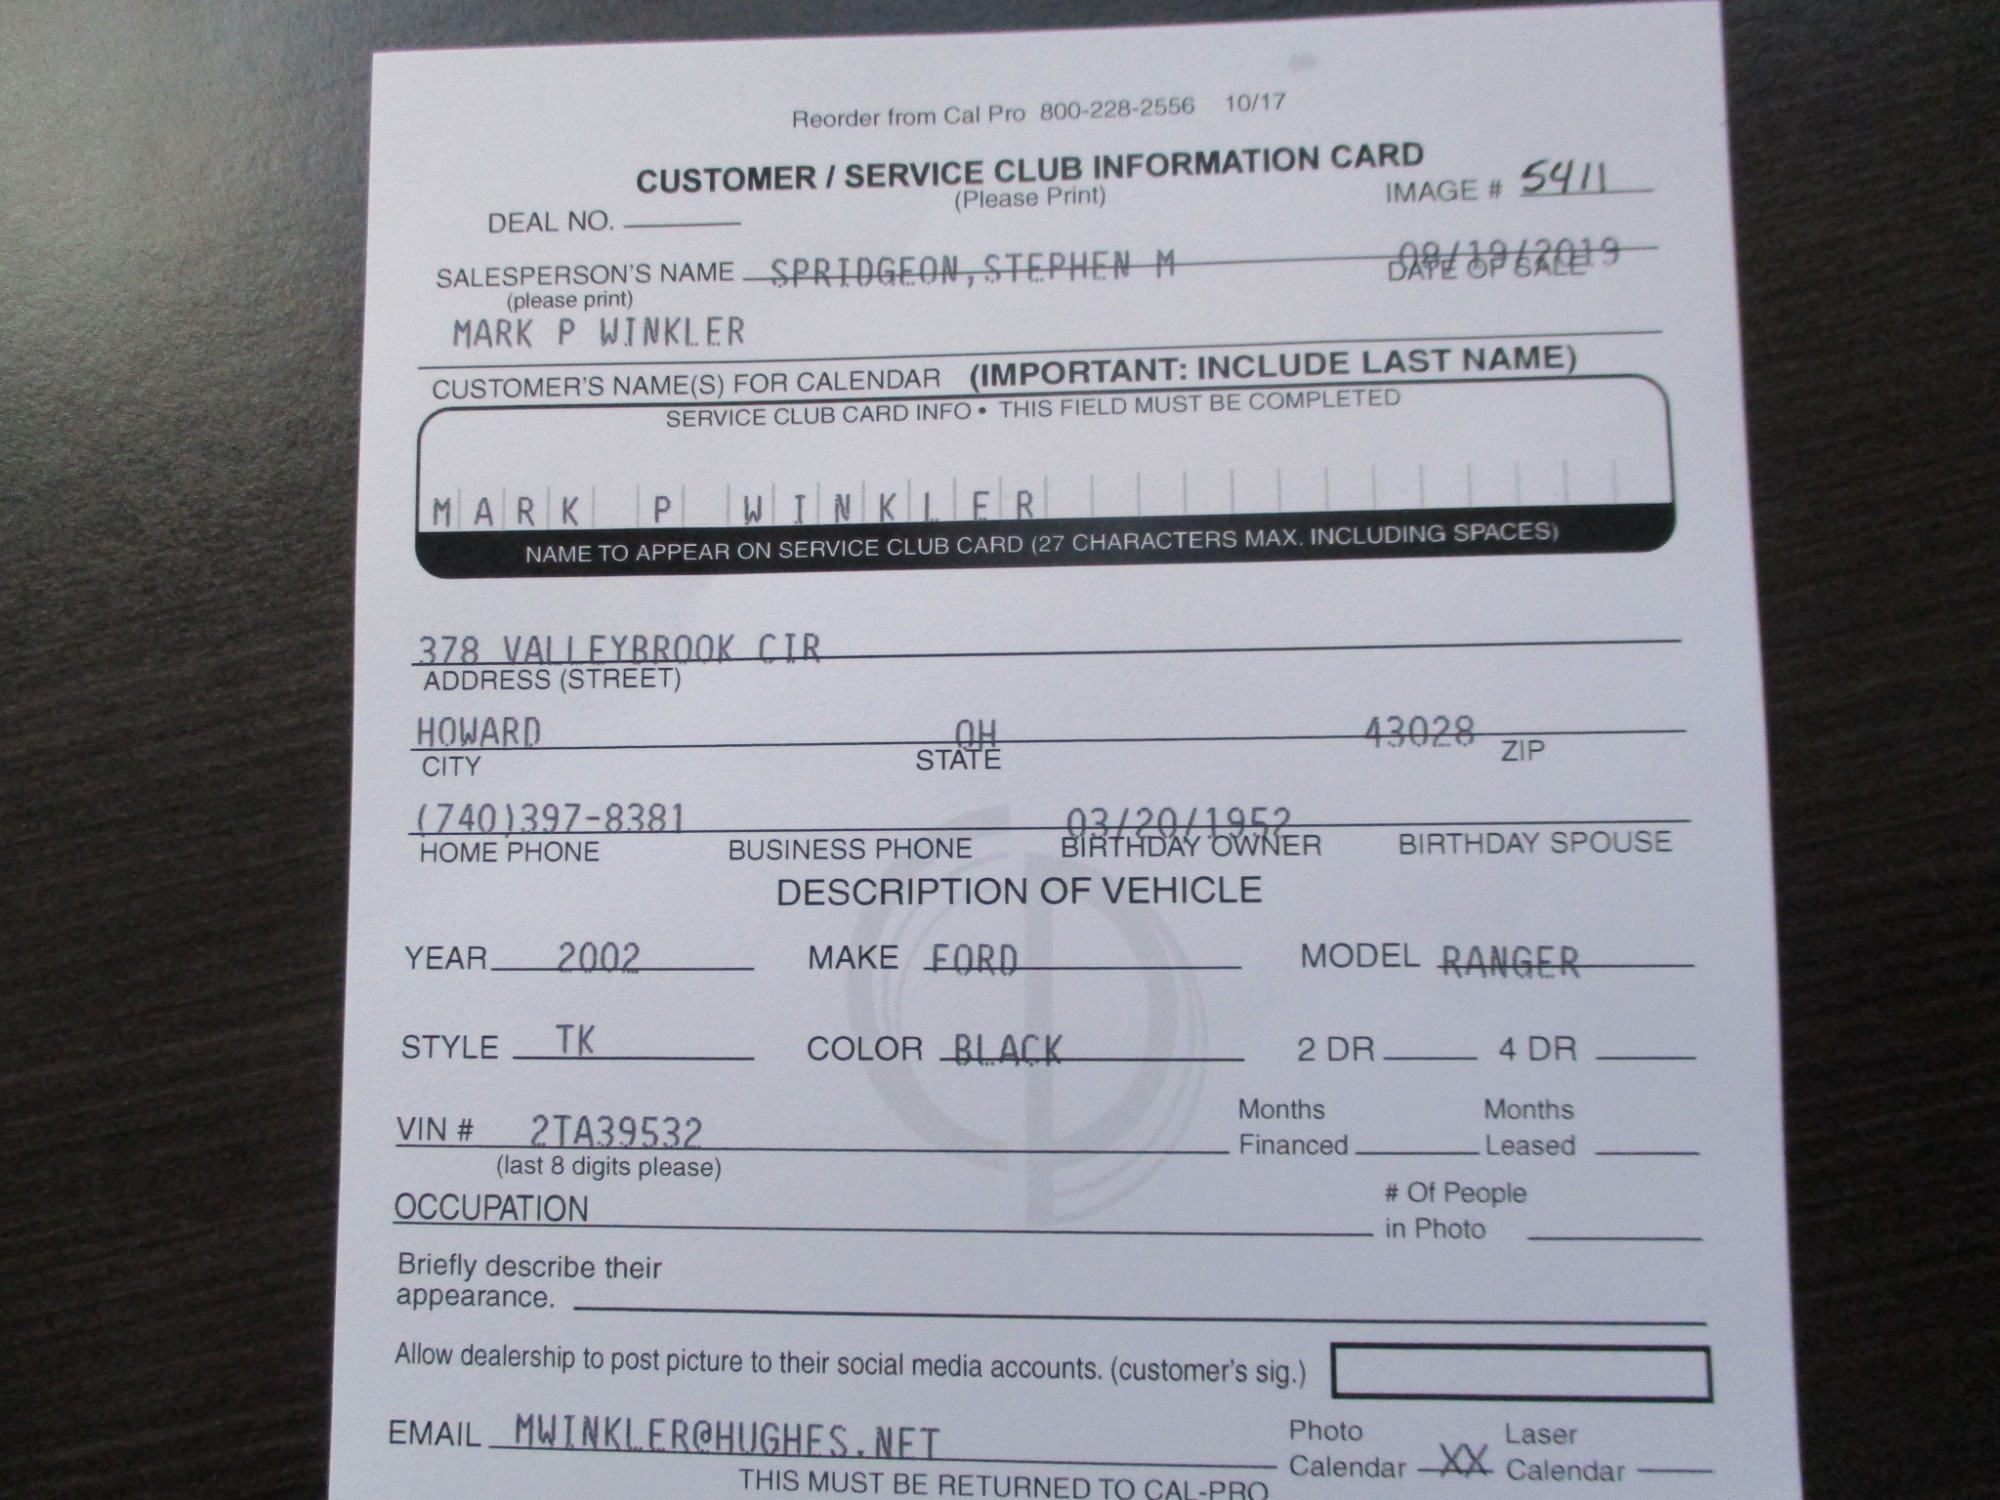 Reorder from Cal Pro 800-228-2556 10/17
CUSTOMER / SERVICE CLUB INFORMATION CARD
(Please Print)
IMAGE # 5411
DEAL NO.
SALESPERSON'S NAME SPRIDGEON, STEPHEN M 08/19/2019
DATE OF SALE
(please print)
MARK P WINKLER
CUSTOMER'S NAME(S) FOR CALENDAR (IMPORTANT: INCLUDE LAST NAME)
SERVICE CLUB CARD INFO • THIS FIELD MUST BE COMPLETED
MARK P WINKLER
NAME TO APPEAR ON SERVICE CLUB CARD (27 CHARACTERS MAX. INCLUDING SPACES)
378 VALLEYBROOK CIR
ADDRESS (STREET)
HOWARD OH 43028
CITY STATE ZIP
(740)397-8381 03/20/1952
HOME PHONE BUSINESS PHONE BIRTHDAY OWNER BIRTHDAY SPOUSE
DESCRIPTION OF VEHICLE
YEAR 2002 MAKE FORD MODEL RANGER
STYLE TK COLOR BLACK 2 DR 4 DR
VIN # 2TA39532 Months Financed Months Leased
(last 8 digits please)
OCCUPATION # Of People in Photo
Briefly describe their
appearance.
Allow dealership to post picture to their social media accounts. (customer's sig.)
EMAIL MWINKLER@HUGHES.NET Photo Calendar XX Laser Calendar
THIS MUST BE RETURNED TO CAL-PRO